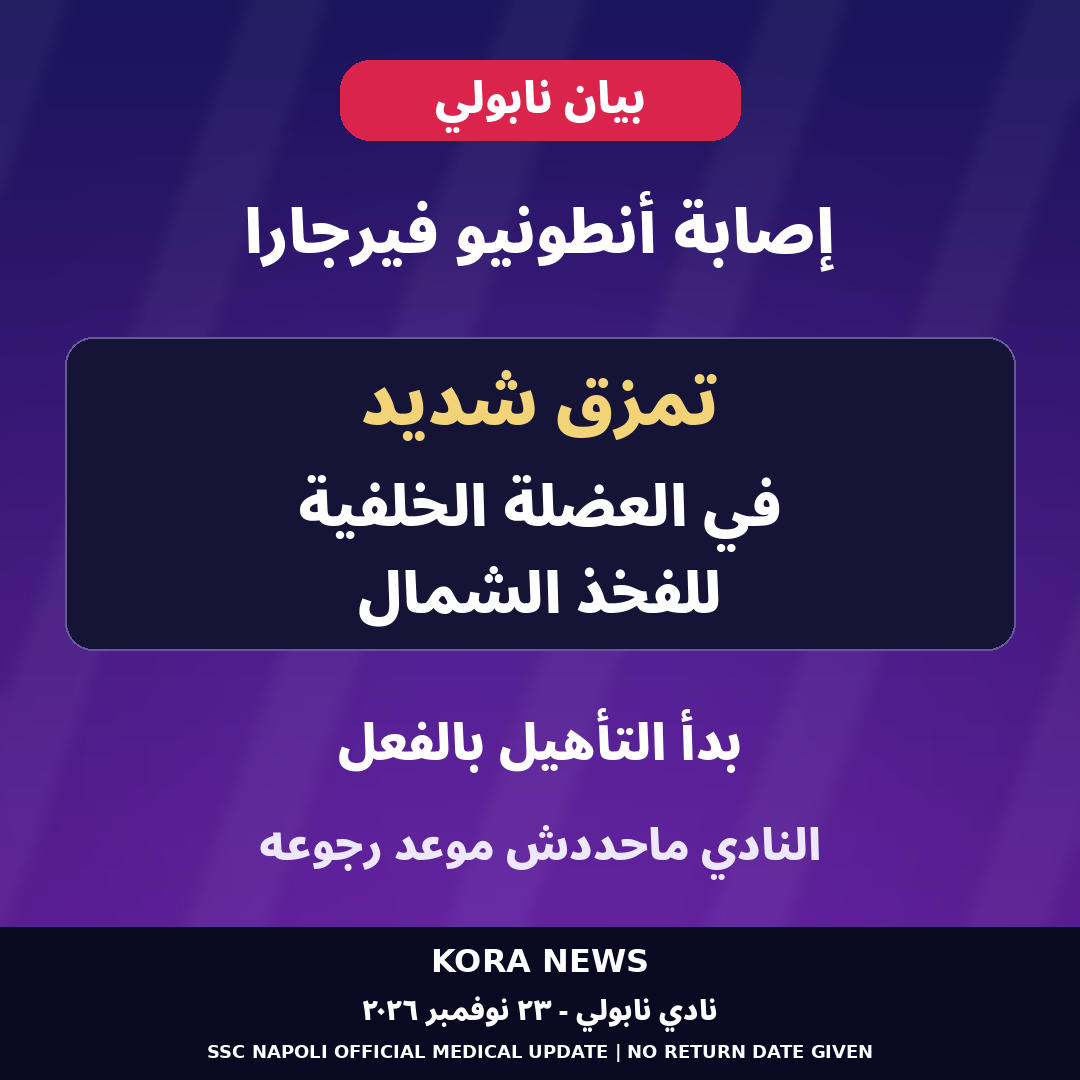 بيان نابولي
إصابة أنطونيو فيرجارا
تمزق شديد
في العضلة الخلفية
للفخذ الشمال
بدأ التأهيل بالفعل
النادي ماحددش موعد رجوعه
KORA NEWS
نادي نابولي - ٢٣ نوفمبر ٢٠٢٦
SSC NAPOLI OFFICIAL MEDICAL UPDATE | NO RETURN DATE GIVEN